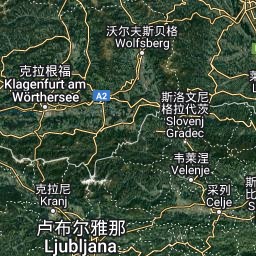 沃尔夫斯贝格
Wolfsberg
克拉根福
Klagenfurt am
Wörthersee
A2
斯洛文尼
格拉代茨
Slovenj
Gradec
韦莱涅
Velenje
克拉尼
Kranj
采列
Celje
卢布尔雅那
Ljubljana